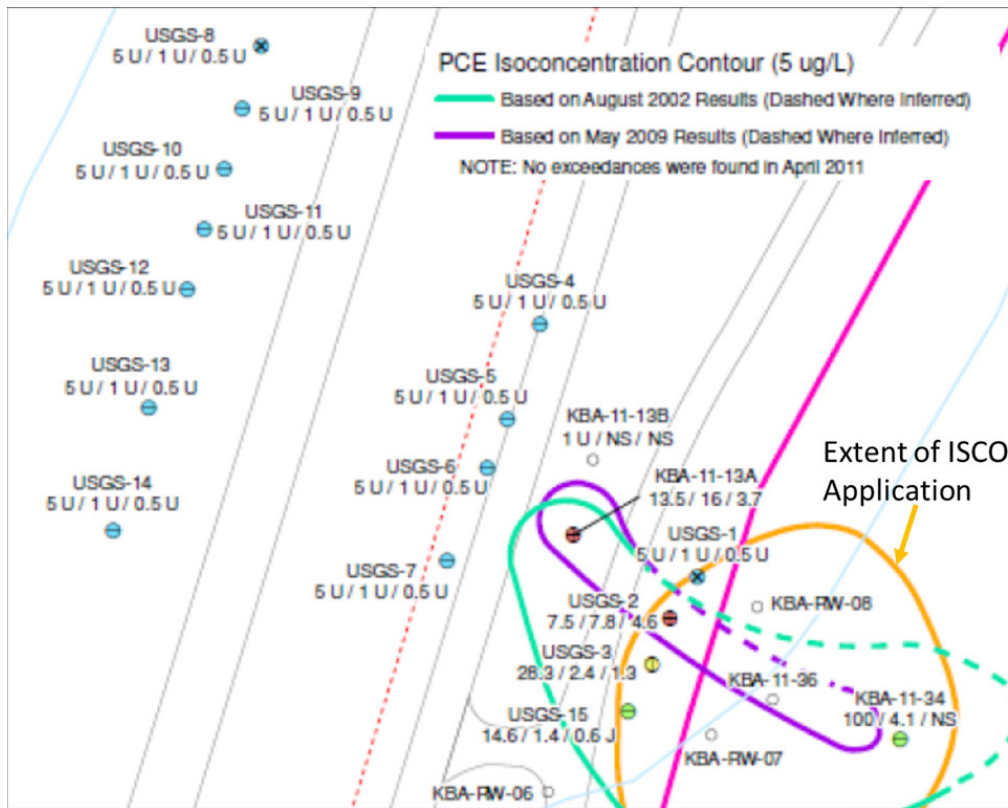 USGS-8
5 U / 1 U / 0.5 U
PCE Isoconcentration Contour (5 ug/L)
Based on August 2002 Results (Dashed Where Inferred)
Based on May 2009 Results (Dashed Where Inferred)
NOTE: No exceedances were found in April 2011
USGS-9
5 U / 1 U / 0.5 U
USGS-10
5 U / 1 U / 0.5 U
USGS-11
5 U / 1 U / 0.5 U
USGS-12
5 U / 1 U / 0.5 U
USGS-4
5 U / 1 U / 0.5 U
USGS-13
5 U / 1 U / 0.5 U
USGS-5
5 U / 1 U / 0.5 U
KBA-11-13B
1 U / NS / NS
USGS-6
5 U / 1 U / 0.5 U
KBA-11-13A
13.5 / 16 / 3.7
Extent of ISCO
Application
USGS-14
5 U / 1 U / 0.5 U
USGS-1
5 U / 1 U / 0.5 U
USGS-7
5 U / 1 U / 0.5 U
USGS-2
7.5 / 7.8 / 4.6
KBA-RW-08
USGS-3
28.3 / 2.4 / 1.3
KBA-11-36
KBA-11-34
100 / 4.1 / NS
USGS-15
14.6 / 1.4 / 0.6 J
KBA-RW-07
KBA-RW-06